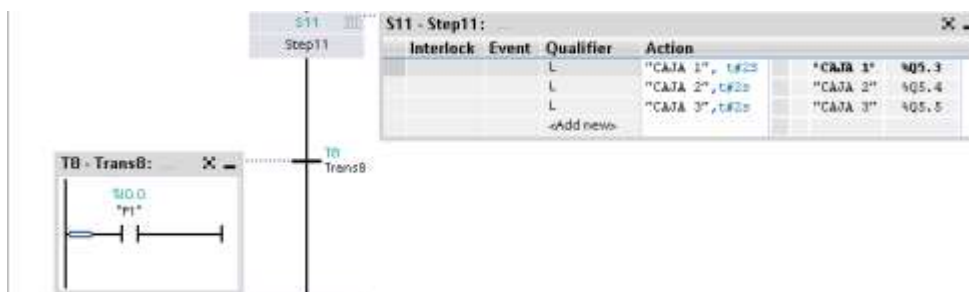 S11
Step11
S11 - Step11:
Interlock Event Qualifier Action
L "CAJA 1", t#2s "CAJA 1" %Q5.3
L "CAJA 2",t#2s "CAJA 2" %Q5.4
L "CAJA 3",t#2s "CAJA 3" %Q5.5
<Add new>
T8 - Trans8:
T8
Trans8
%I0.0
"P1"